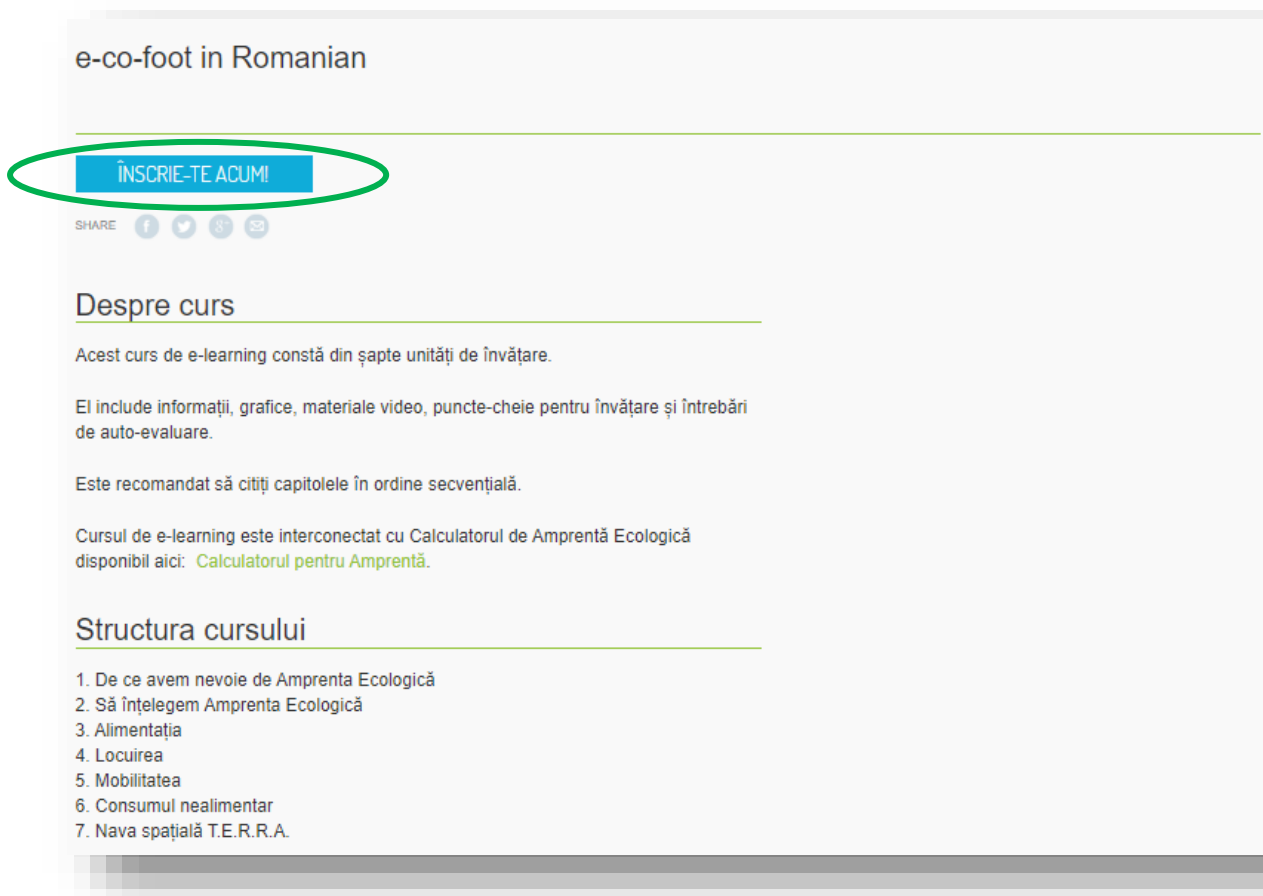 e-co-foot in Romanian
ÎNSCRIE-TE ACUM!
SHARE
Despre curs
Acest curs de e-learning constă din șapte unități de învățare.
El include informații, grafice, materiale video, puncte-cheie pentru învățare și întrebări
de auto-evaluare.
Este recomandat să citiți capitolele în ordine secvențială.
Cursul de e-learning este interconectat cu Calculatorul de Amprentă Ecologică
disponibil aici: Calculatorul pentru Amprentă.
Structura cursului
1. De ce avem nevoie de Amprenta Ecologică
2. Să înțelegem Amprenta Ecologică
3. Alimentația
4. Locuirea
5. Mobilitatea
6. Consumul nealimentar
7. Nava spațială T.E.R.R.A.